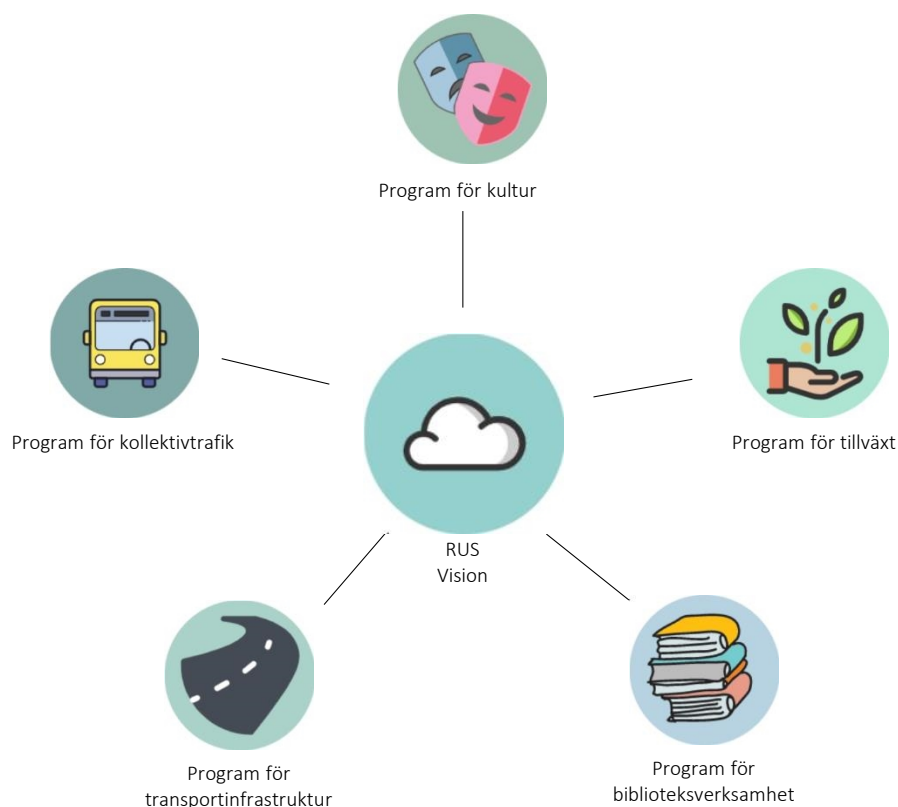 Program för kultur
Program för kollektivtrafik
Program för tillväxt
RUS
Vision
Program för
transportinfrastruktur
Program för
biblioteksverksamhet